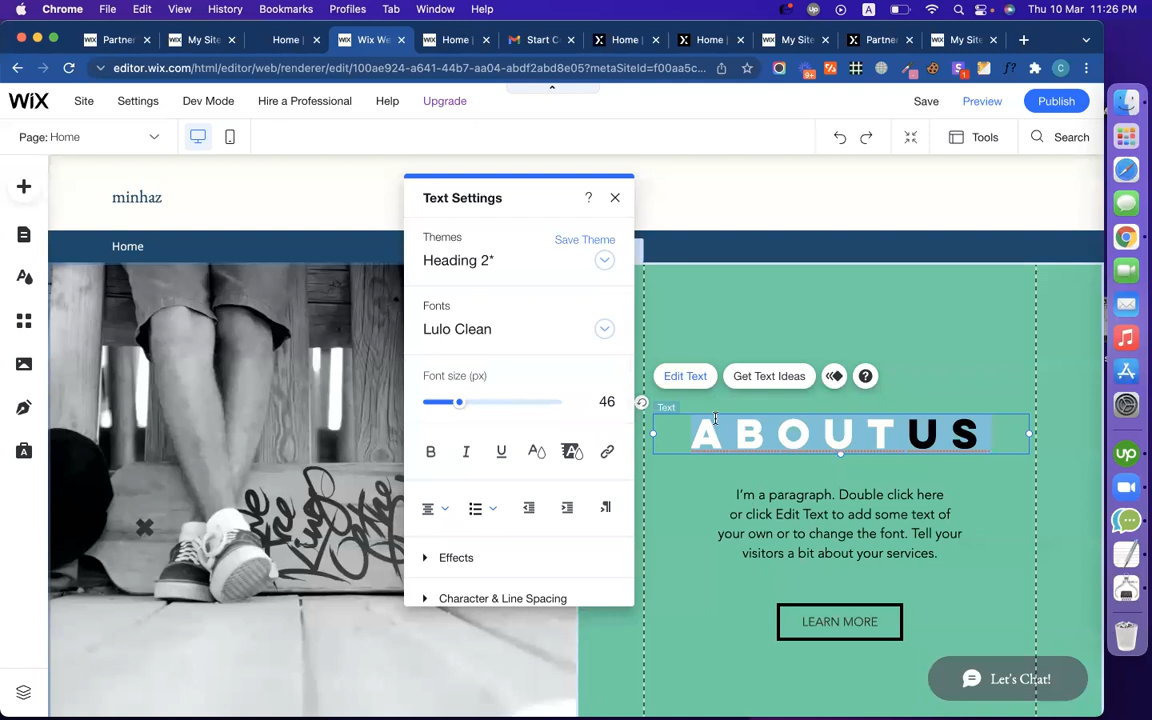 Chrome File Edit View History Bookmarks Profiles Tab Window Help
UP A Thu 10 Mar 11:26 PM
Partner
My Site
Home |
Wix We
Home |
Start C
Home |
Home |
My Site
Partner
My Site
editor.wix.com/html/editor/web/renderer/edit/100ae924-a641-44b7-aa04-abdf2abd8e05?metaSiteId=f00aa5c...
9+ 1 f? C
WiX Site Settings Dev Mode Hire a Professional Help Upgrade Save Preview Publish
Page: Home Tools Search
minhaz
Home
Text Settings ?
Themes Save Theme
Heading 2*
Fonts
Lulo Clean
Font size (px)
46
B I U A A
Effects
Character & Line Spacing
Edit Text Get Text Ideas ?
Text
ABOUT US
I'm a paragraph. Double click here
or click Edit Text to add some text of
your own or to change the font. Tell your
visitors a bit about your services.
LEARN MORE
Let's Chat!
up